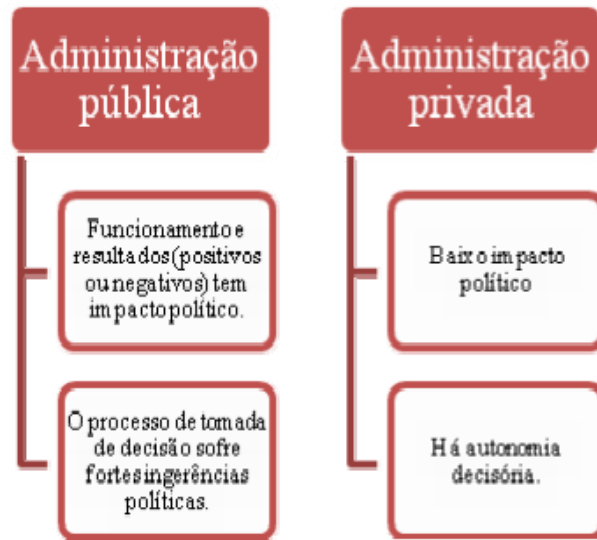 Administração
pública
Funcionamento e
resultados (positivos
ou negativos) tem
impacto político.
O processo de tomada
de decisão sofre
fortes ingerências
políticas.
Administração
privada
Baixo impacto
político
Há autonomia
decisória.